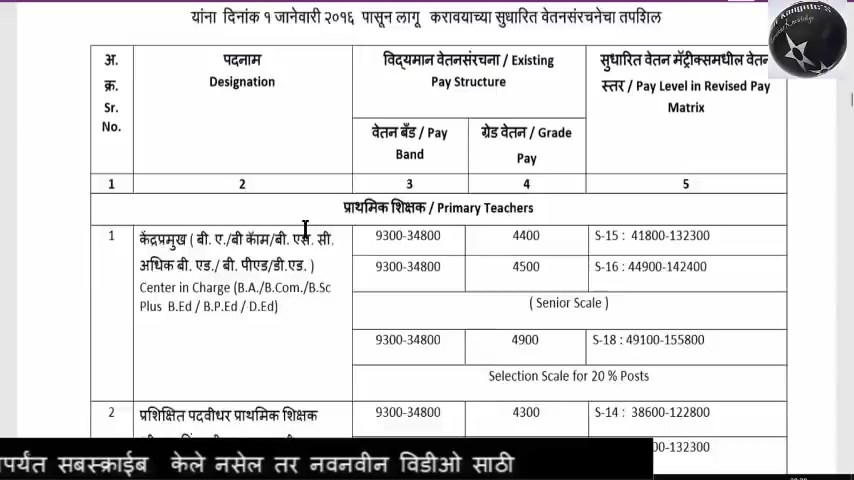 यांना दिनांक १ जानेवारी २०१६ पासून लागू करावयाच्या सुधारित वेतनसंरचनेचा तपशिल
अ.
क्र.
Sr.
No.
पदनाम
Designation
विद्यमान वेतनसंरचना / Existing
Pay Structure
सुधारित वेतन मॅट्रीक्समधील वेतन
स्तर / Pay Level in Revised Pay
Matrix
वेतन बँड / Pay
Band
ग्रेड वेतन / Grade
Pay
1 2 3 4 5
प्राथमिक शिक्षक / Primary Teachers
1 केंद्रप्रमुख ( बी. ए./बी कॅाम/बी. एस. सी.
अधिक बी. एड./ बी. पीएड/डी.एड. )
Center in Charge (B.A./B.Com./B.Sc
Plus B.Ed / B.P.Ed / D.Ed)
9300-34800 4400 S-15 : 41800-132300
9300-34800 4500 S-16 : 44900-142400
( Senior Scale )
9300-34800 4900 S-18 : 49100-155800
Selection Scale for 20 % Posts
2 प्रशिक्षित पदवीधर प्राथमिक शिक्षक 9300-34800 4300 S-14 : 38600-122800
00-132300
पर्यंत सबस्क्राईब केले नसेल तर नवनवीन विडीओ साठी